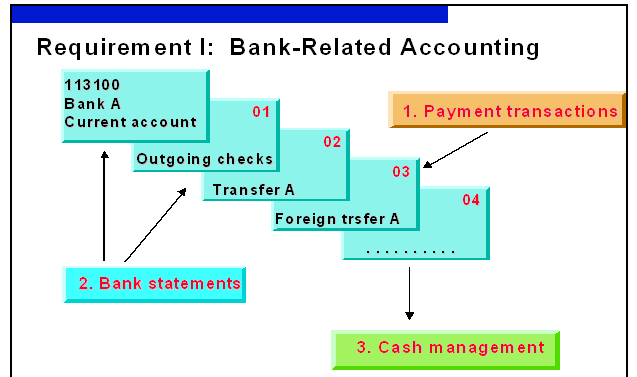 Requirement I: Bank-Related Accounting
113100
Bank A
Current account
01
Outgoing checks
02
Transfer A
03
Foreign trsfer A
04
. . . . . . . . . .
1. Payment transactions
2. Bank statements
3. Cash management